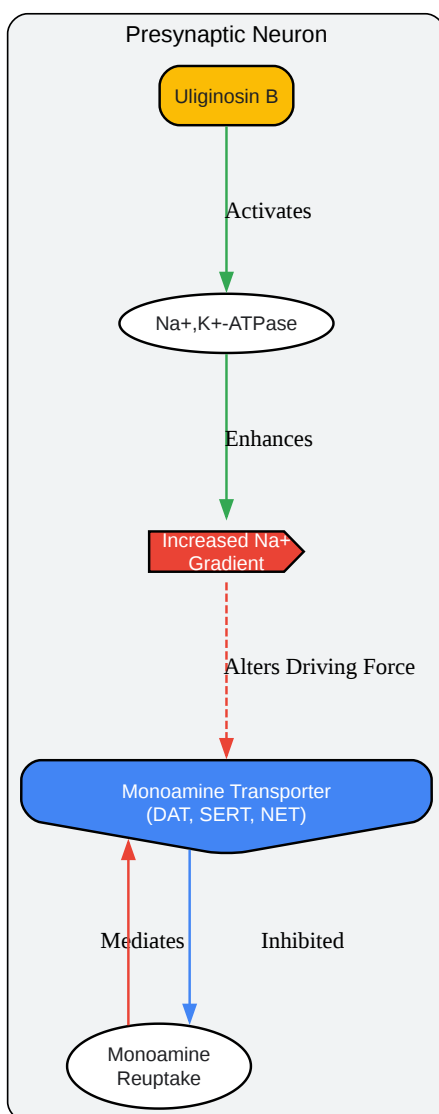 Presynaptic Neuron
Uliginosin B
Activates
Na+,K+-ATPase
Enhances
Increased Na+
Gradient
Alters Driving Force
Monoamine Transporter
(DAT, SERT, NET)
Mediates
Inhibited
Monoamine
Reuptake